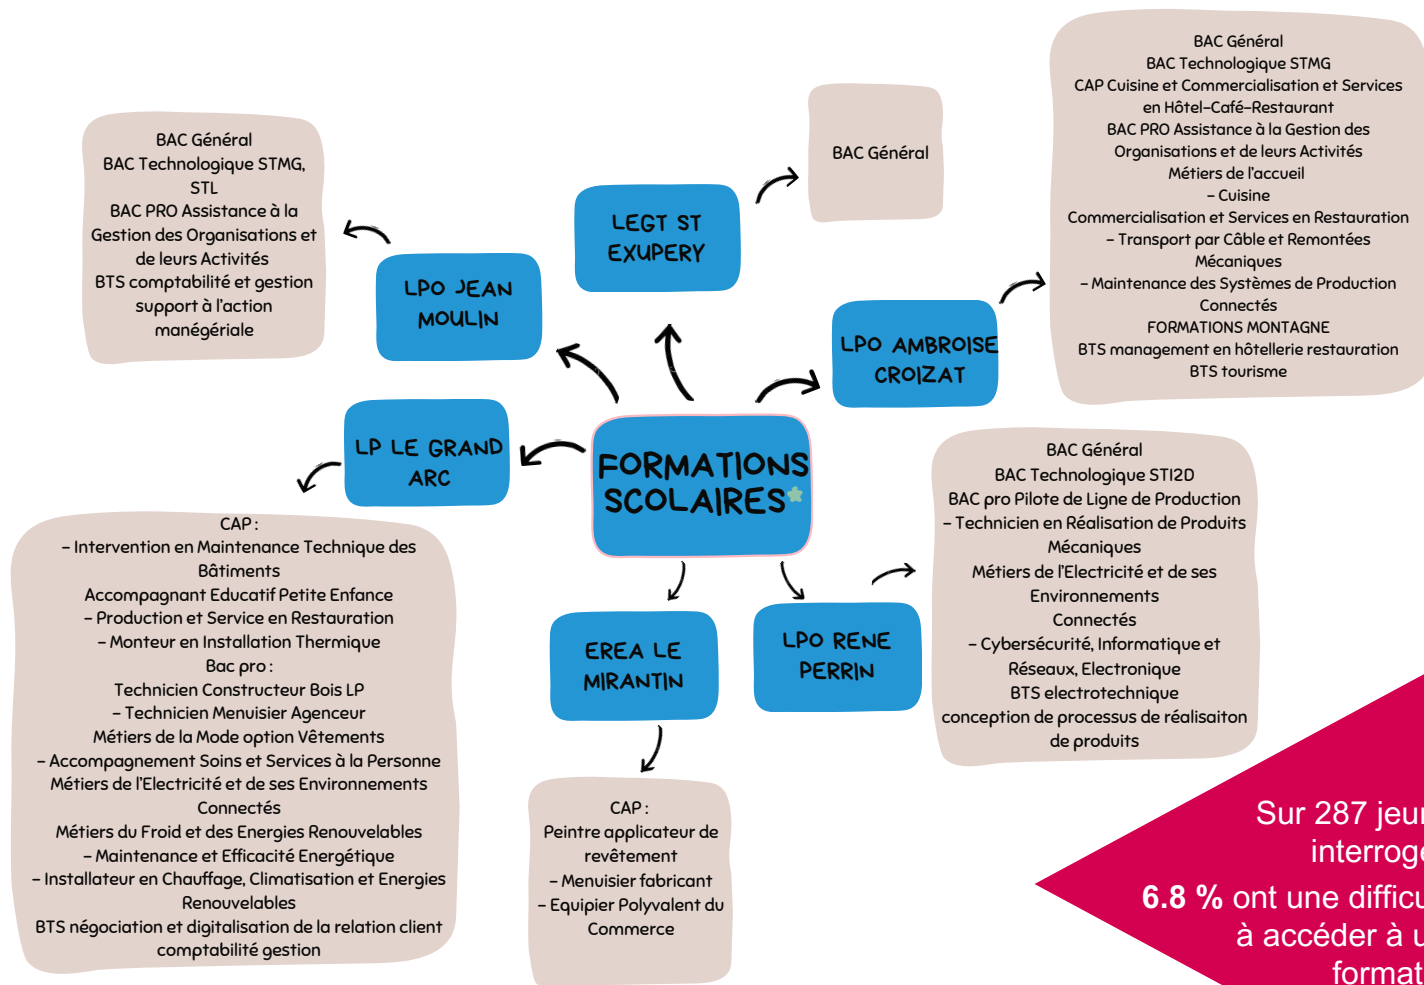 FORMATIONS
SCOLAIRES
LPO JEAN
MOULIN
BAC Général
BAC Technologique STMG,
STL
BAC PRO Assistance à la
Gestion des Organisations et
de leurs Activités
BTS comptabilité et gestion
support à l'action
manégériale
LEGT ST
EXUPERY
BAC Général
LPO AMBROISE
CROIZAT
BAC Général
BAC Technologique STMG
CAP Cuisine et Commercialisation et Services
en Hôtel-Café-Restaurant
BAC PRO Assistance à la Gestion des
Organisations et de leurs Activités
Métiers de l'accueil
- Cuisine
Commercialisation et Services en Restauration
- Transport par Câble et Remontées
Mécaniques
- Maintenance des Systèmes de Production
Connectés
FORMATIONS MONTAGNE
BTS management en hôtellerie restauration
BTS tourisme
LP LE GRAND
ARC
CAP :
- Intervention en Maintenance Technique des
Bâtiments
Accompagnant Educatif Petite Enfance
- Production et Service en Restauration
- Monteur en Installation Thermique
Bac pro :
Technicien Constructeur Bois LP
- Technicien Menuisier Agenceur
Métiers de la Mode option Vêtements
- Accompagnement Soins et Services à la Personne
Métiers de l'Electricité et de ses Environnements
Connectés
Métiers du Froid et des Energies Renouvelables
- Maintenance et Efficacité Energétique
- Installateur en Chauffage, Climatisation et Energies
Renouvelables
BTS négociation et digitalisation de la relation client
comptabilité gestion
EREA LE
MIRANTIN
CAP :
Peintre applicateur de
revêtement
- Menuisier fabricant
- Equipier Polyvalent du
Commerce
LPO RENE
PERRIN
BAC Général
BAC Technologique STI2D
BAC pro Pilote de Ligne de Production
- Technicien en Réalisation de Produits
Mécaniques
Métiers de l'Electricité et de ses
Environnements
Connectés
- Cybersécurité, Informatique et
Réseaux, Electronique
BTS electrotechnique
conception de processus de réalisaiton
de produits
Sur 287
6.8 % ont une
à accéder à